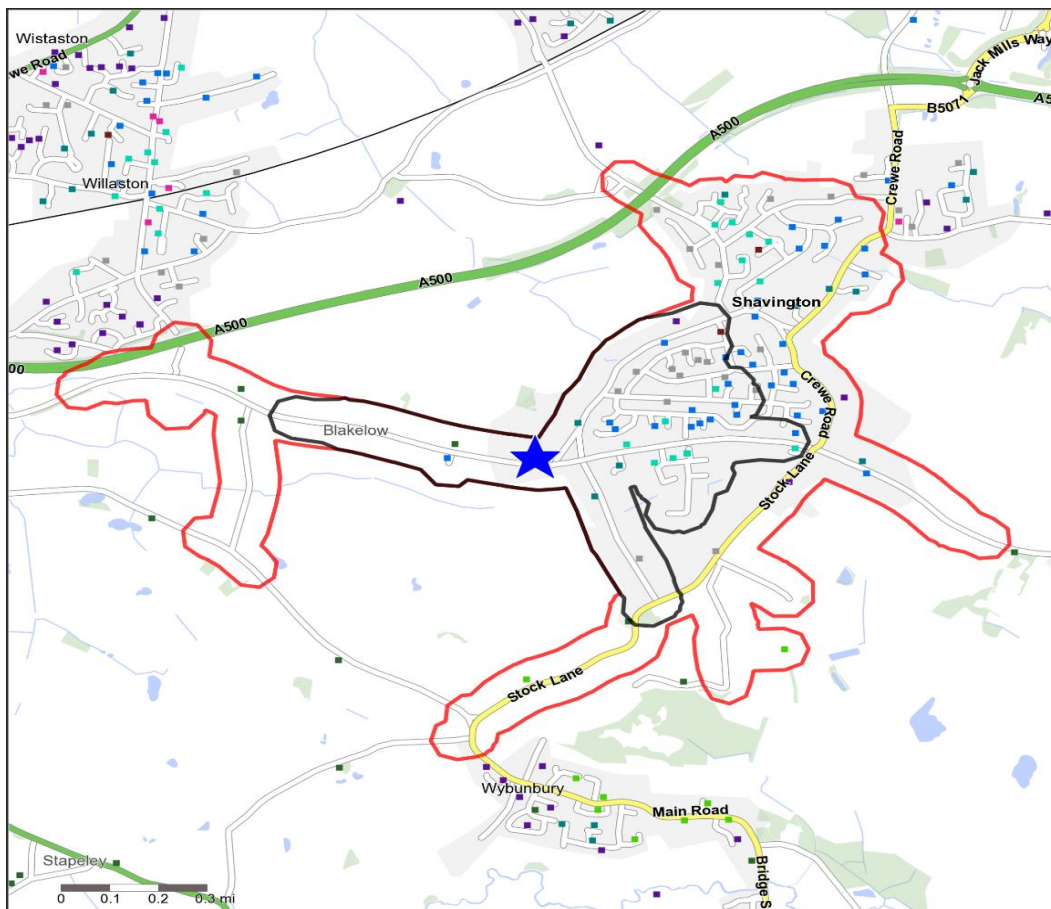 Wistaston
we Road
Jack Mills Way
A500
A5
B5071
Crewe Road
Willaston
A500
Shavington
A500
00
Crewe Road
Blakelow
Stock Lane
Stock Lane
Wybunbury
Main Road
Stapeley
Bridge S
0 0.1 0.2 0.3 mi